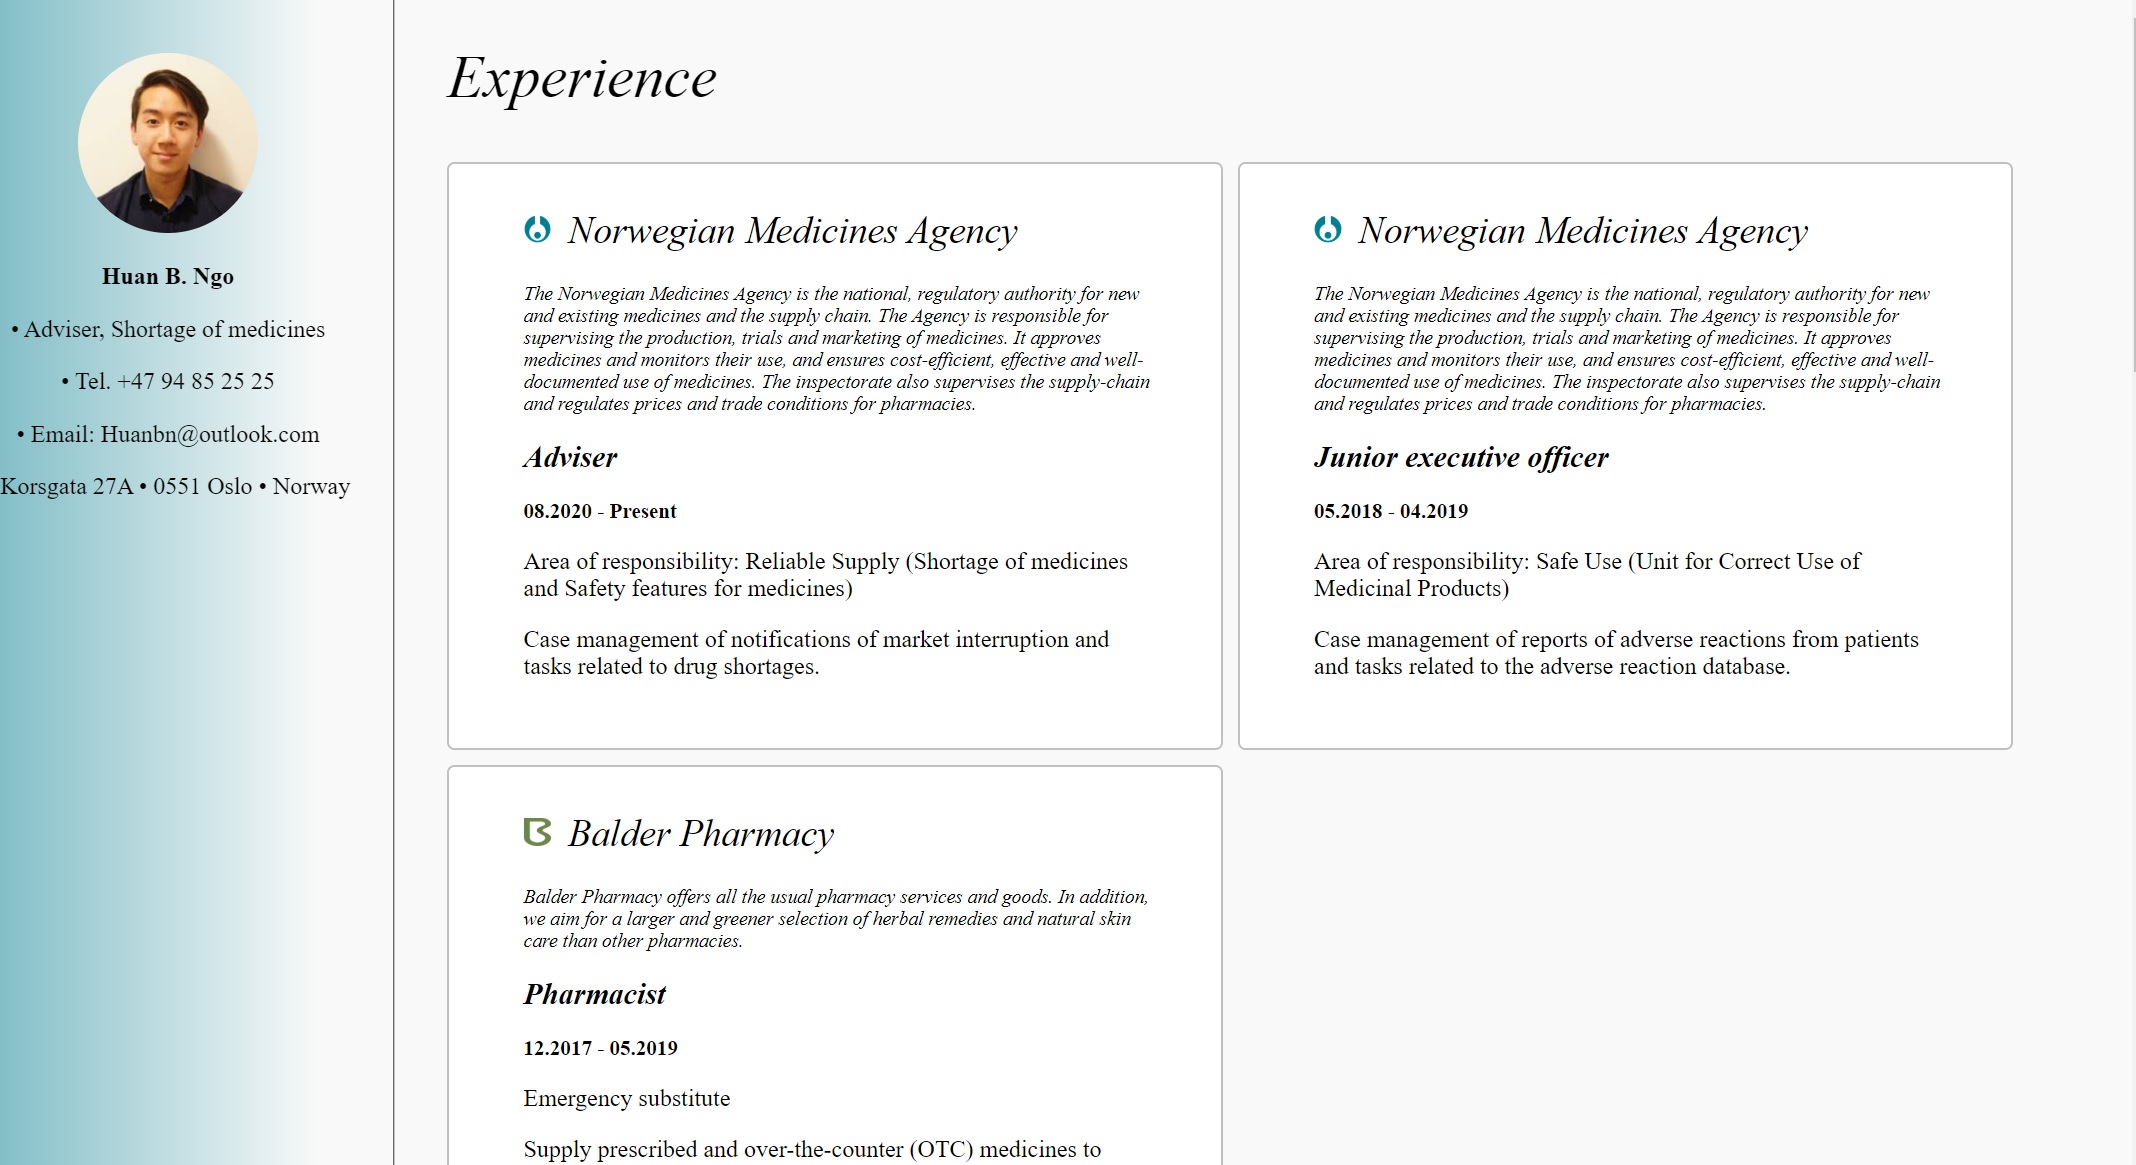 Huan B. Ngo
• Adviser, Shortage of medicines
• Tel. +47 94 85 25 25
• Email: Huanbn@outlook.com
Korsgata 27A • 0551 Oslo • Norway
Experience
Norwegian Medicines Agency
The Norwegian Medicines Agency is the national, regulatory authority for new
and existing medicines and the supply chain. The Agency is responsible for
supervising the production, trials and marketing of medicines. It approves
medicines and monitors their use, and ensures cost-efficient, effective and well-
documented use of medicines. The inspectorate also supervises the supply-chain
and regulates prices and trade conditions for pharmacies.
Adviser
08.2020 - Present
Area of responsibility: Reliable Supply (Shortage of medicines
and Safety features for medicines)
Case management of notifications of market interruption and
tasks related to drug shortages.
Norwegian Medicines Agency
The Norwegian Medicines Agency is the national, regulatory authority for new
and existing medicines and the supply chain. The Agency is responsible for
supervising the production, trials and marketing of medicines. It approves
medicines and monitors their use, and ensures cost-efficient, effective and well-
documented use of medicines. The inspectorate also supervises the supply-chain
and regulates prices and trade conditions for pharmacies.
Junior executive officer
05.2018 - 04.2019
Area of responsibility: Safe Use (Unit for Correct Use of
Medicinal Products)
Case management of reports of adverse reactions from patients
and tasks related to the adverse reaction database.
Balder Pharmacy
Balder Pharmacy offers all the usual pharmacy services and goods. In addition,
we aim for a larger and greener selection of herbal remedies and natural skin
care than other pharmacies.
Pharmacist
12.2017 - 05.2019
Emergency substitute
Supply prescribed and over-the-counter (OTC) medicines to